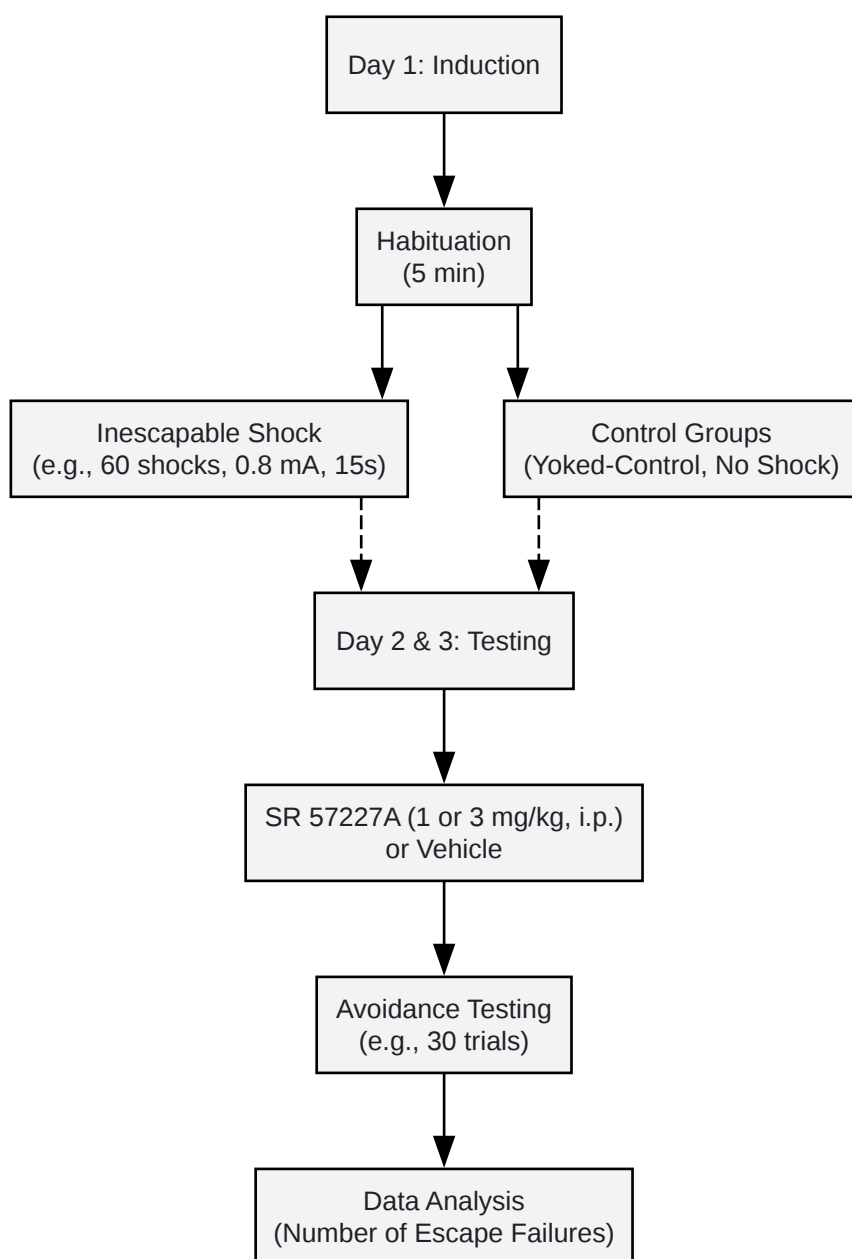 Day 1: Induction
Habituation
(5 min)
Inescapable Shock
(e.g., 60 shocks, 0.8 mA, 15s)
Control Groups
(Yoked-Control, No Shock)
Day 2 & 3: Testing
SR 57227A (1 or 3 mg/kg, i.p.)
or Vehicle
Avoidance Testing
(e.g., 30 trials)
Data Analysis
(Number of Escape Failures)